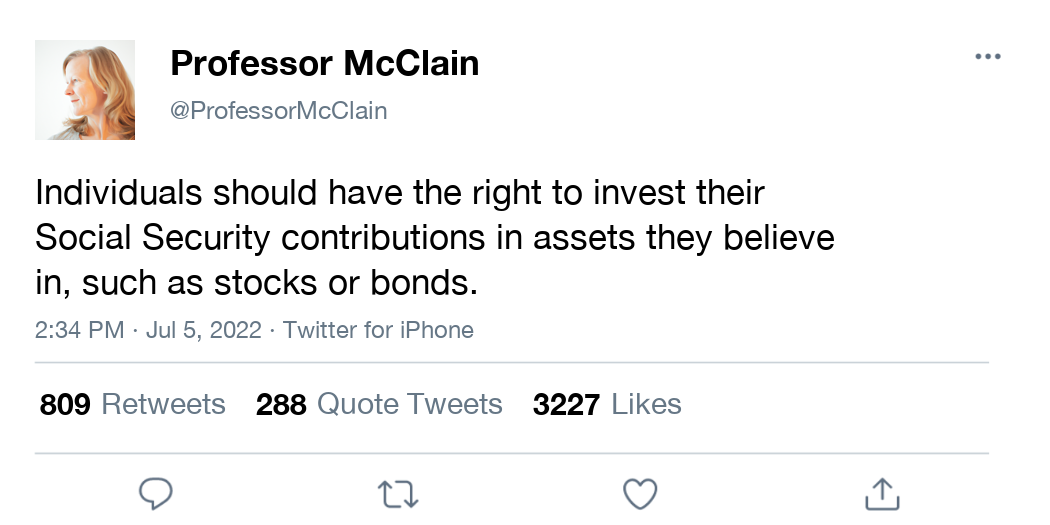 Professor McClain
@ProfessorMcClain
Individuals should have the right to invest their
Social Security contributions in assets they believe
in, such as stocks or bonds.
2:34 PM · Jul 5, 2022 · Twitter for iPhone
809 Retweets 288 Quote Tweets 3227 Likes